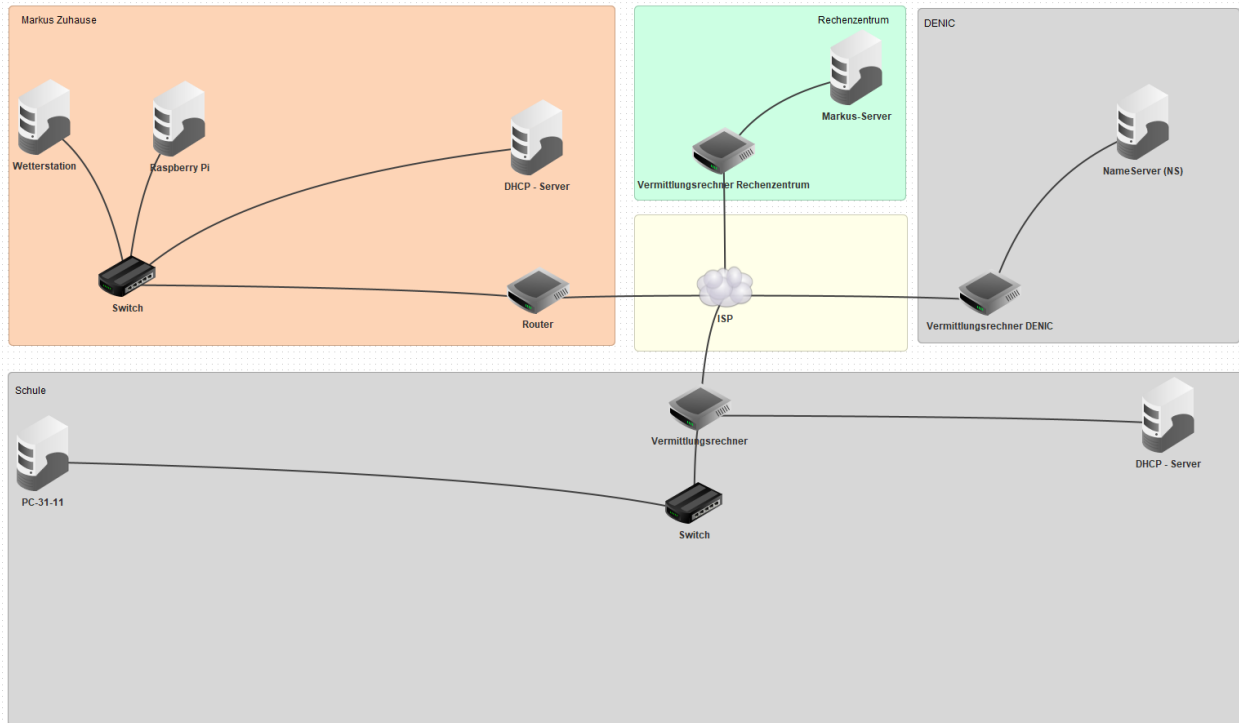 Markus Zuhause
Wetterstation
Raspberry Pi
DHCP - Server
Switch
Router
Rechenzentrum
Markus-Server
Vermittlungsrechner Rechenzentrum
ISP
DENIC
NameServer (NS)
Vermittlungsrechner DENIC
Schule
PC-31-11
Vermittlungsrechner
DHCP - Server
Switch